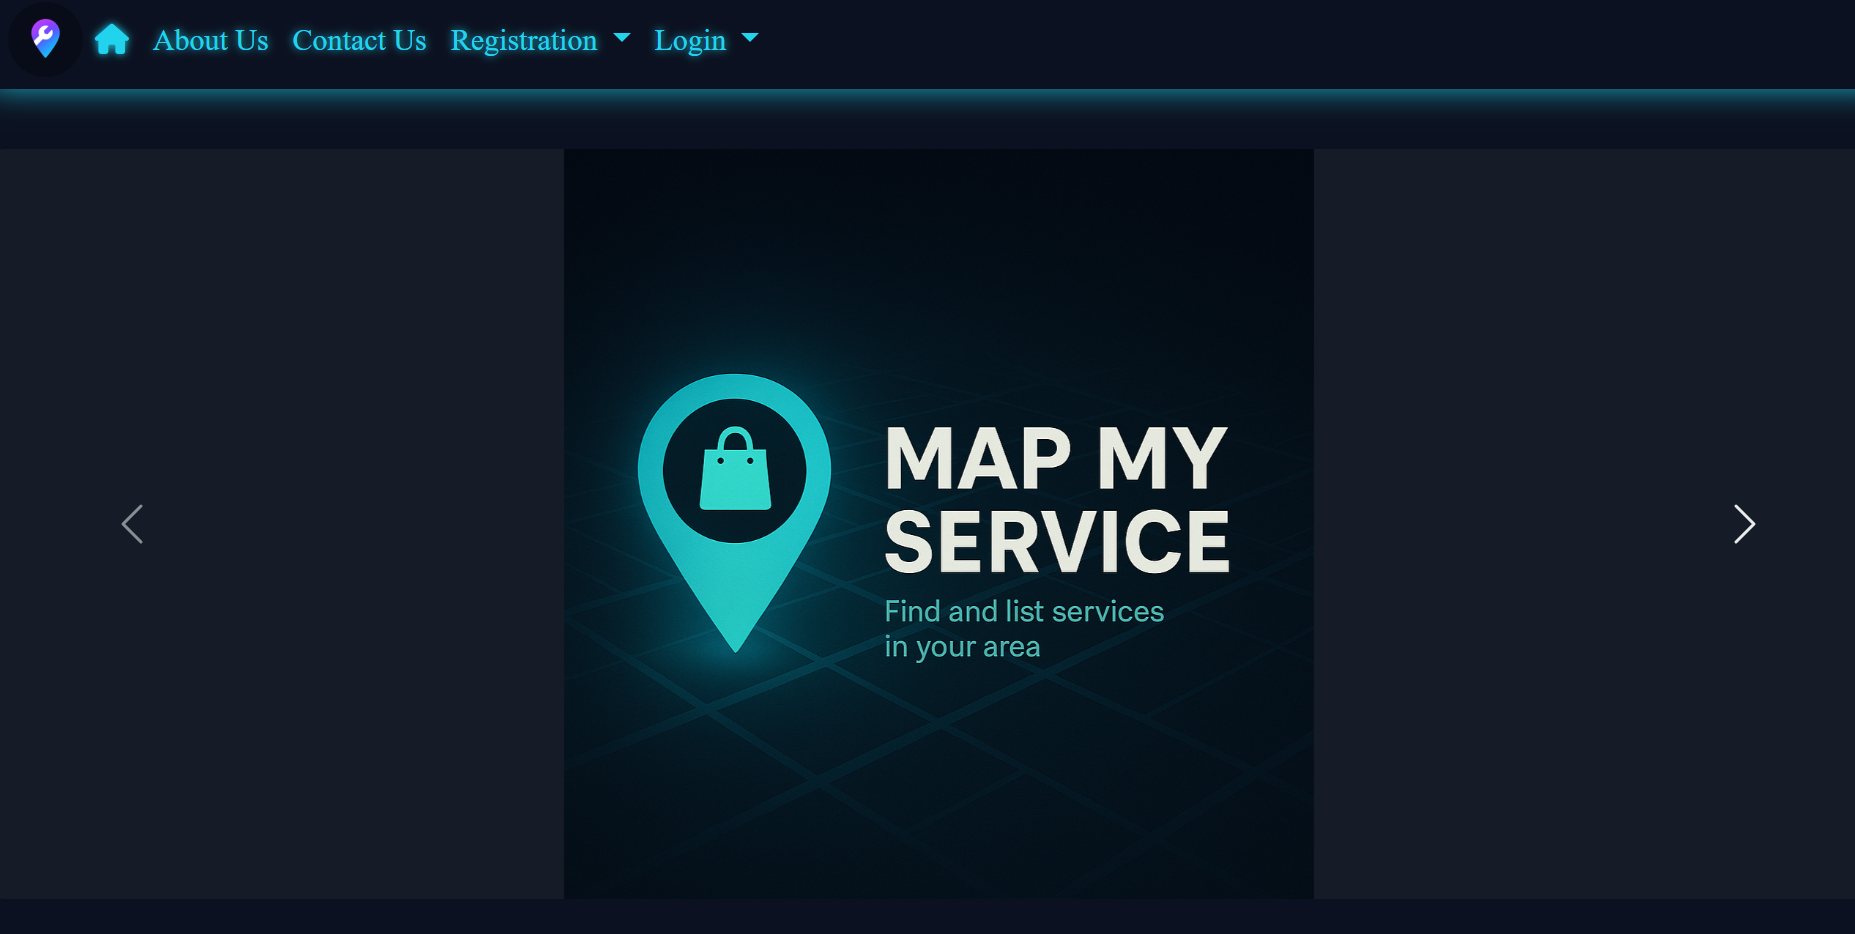 About Us Contact Us Registration Login
MAP MY
SERVICE
Find and list services
in your area